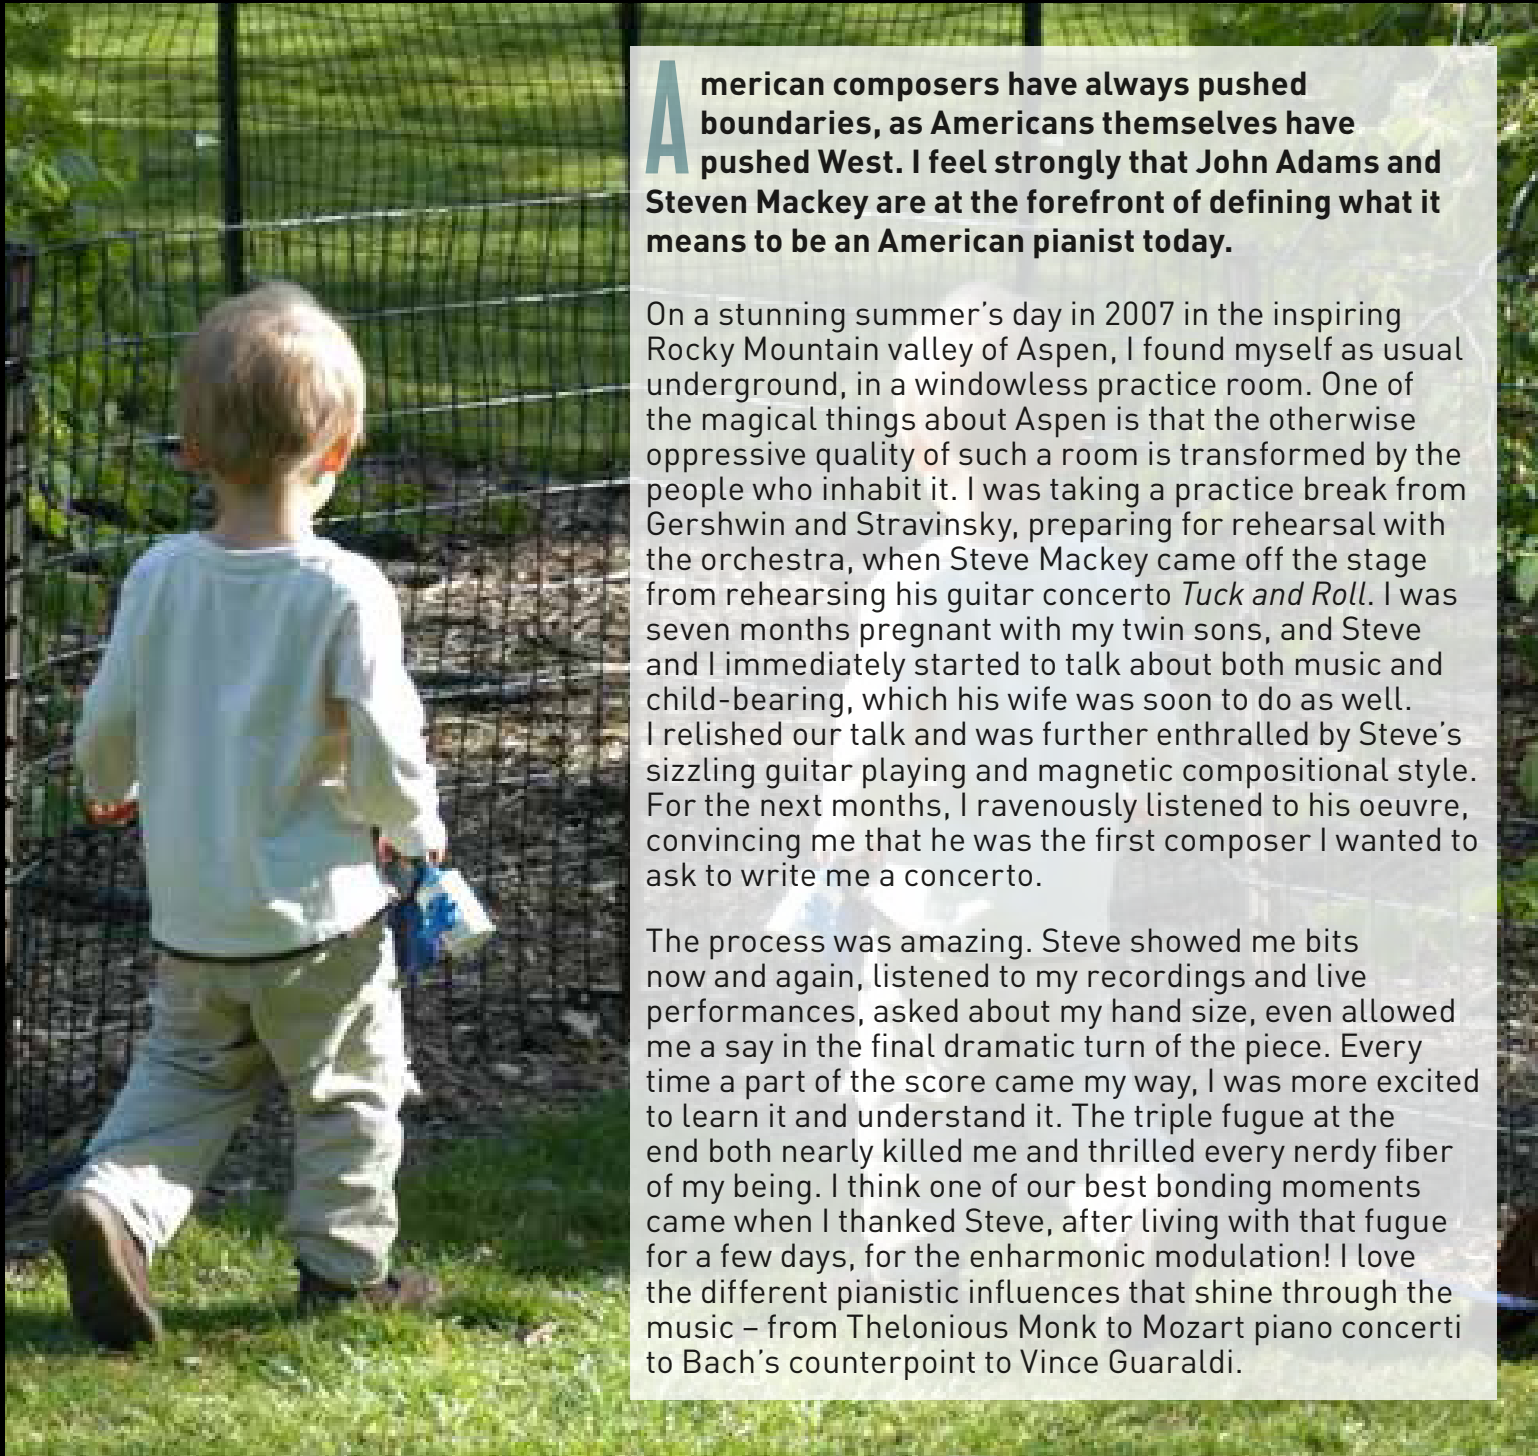 American composers have always pushed
boundaries, as Americans themselves have
pushed West. I feel strongly that John Adams and
Steven Mackey are at the forefront of defining what it
means to be an American pianist today.
On a stunning summer’s day in 2007 in the inspiring
Rocky Mountain valley of Aspen, I found myself as usual
underground, in a windowless practice room. One of
the magical things about Aspen is that the otherwise
oppressive quality of such a room is transformed by the
people who inhabit it. I was taking a practice break from
Gershwin and Stravinsky, preparing for rehearsal with
the orchestra, when Steve Mackey came off the stage
from rehearsing his guitar concerto Tuck and Roll. I was
seven months pregnant with my twin sons, and Steve
and I immediately started to talk about both music and
child-bearing, which his wife was soon to do as well.
I relished our talk and was further enthralled by Steve’s
sizzling guitar playing and magnetic compositional style.
For the next months, I ravenously listened to his oeuvre,
convincing me that he was the first composer I wanted to
ask to write me a concerto.
The process was amazing. Steve showed me bits
now and again, listened to my recordings and live
performances, asked about my hand size, even allowed
me a say in the final dramatic turn of the piece. Every
time a part of the score came my way, I was more excited
to learn it and understand it. The triple fugue at the
end both nearly killed me and thrilled every nerdy fiber
of my being. I think one of our best bonding moments
came when I thanked Steve, after living with that fugue
for a few days, for the enharmonic modulation! I love
the different pianistic influences that shine through the
music – from Thelonious Monk to Mozart piano concerti
to Bach’s counterpoint to Vince Guaraldi.